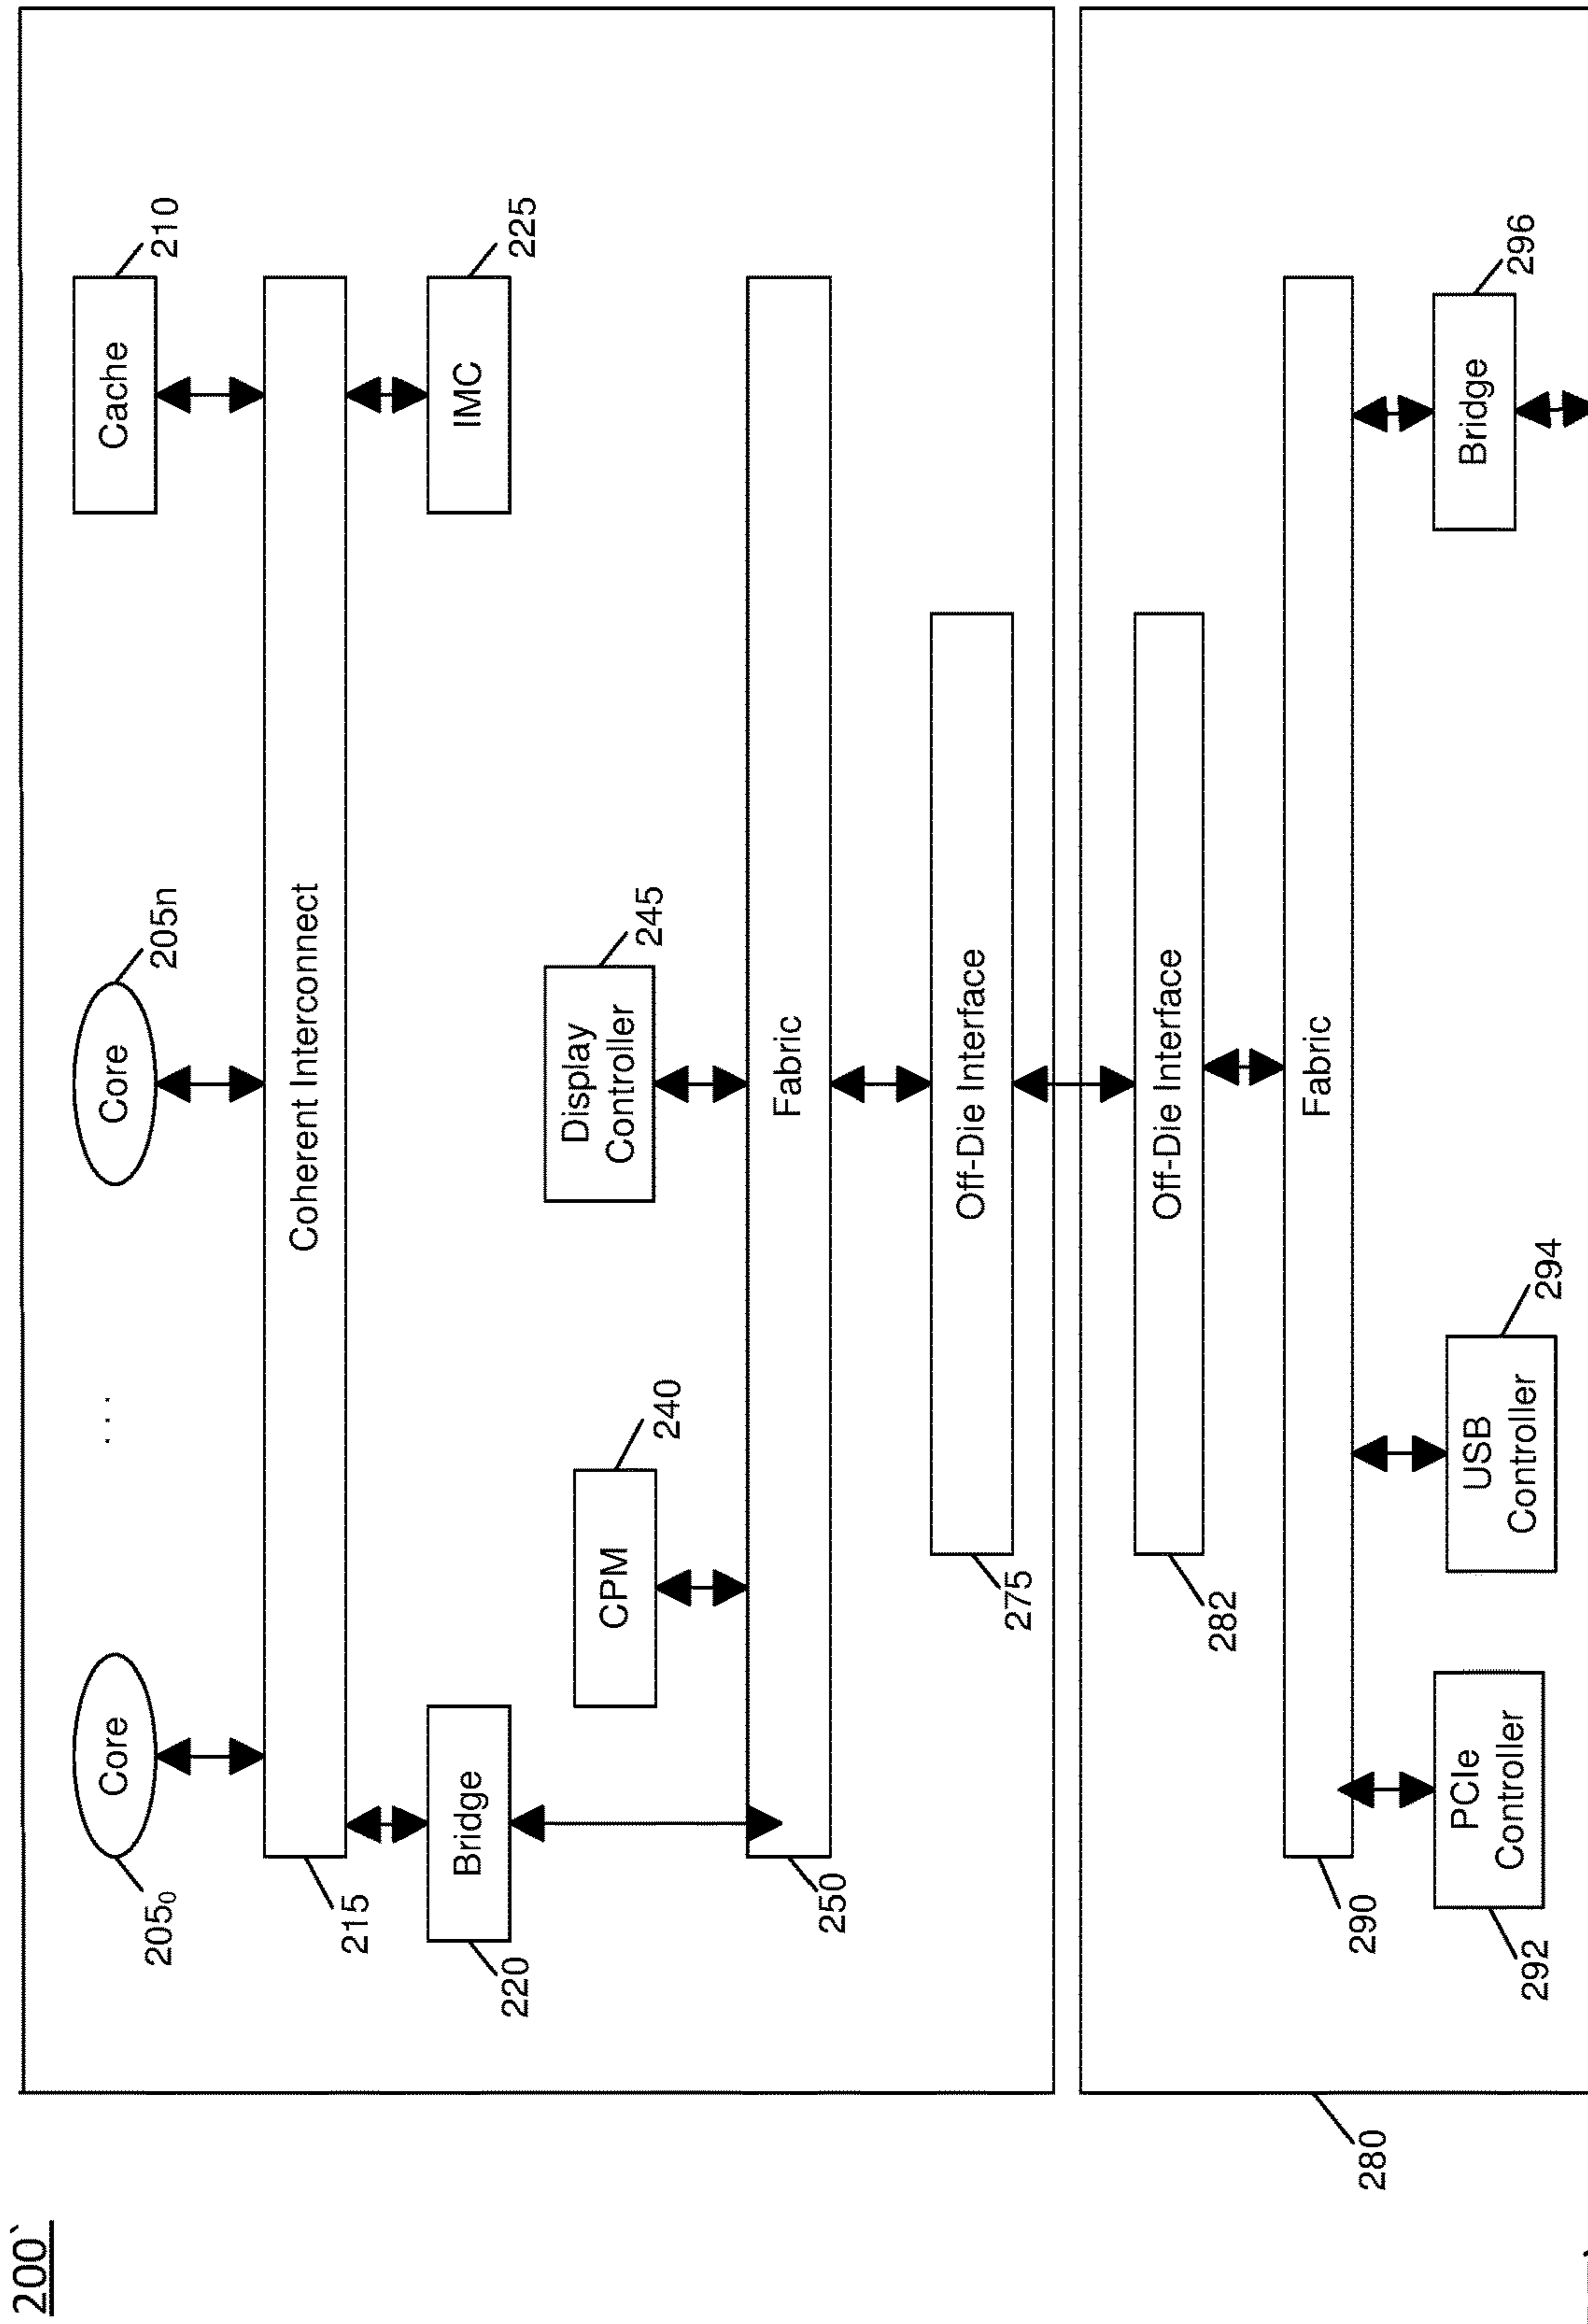 200`
Core
205₀
. . .
Core
205n
Cache
210
Coherent Interconnect
215
Bridge
220
IMC
225
CPM
240
Display
Controller
245
Fabric
250
Off-Die Interface
275
280
Off-Die Interface
282
Fabric
290
PCIe
Controller
292
USB
Controller
294
Bridge
296